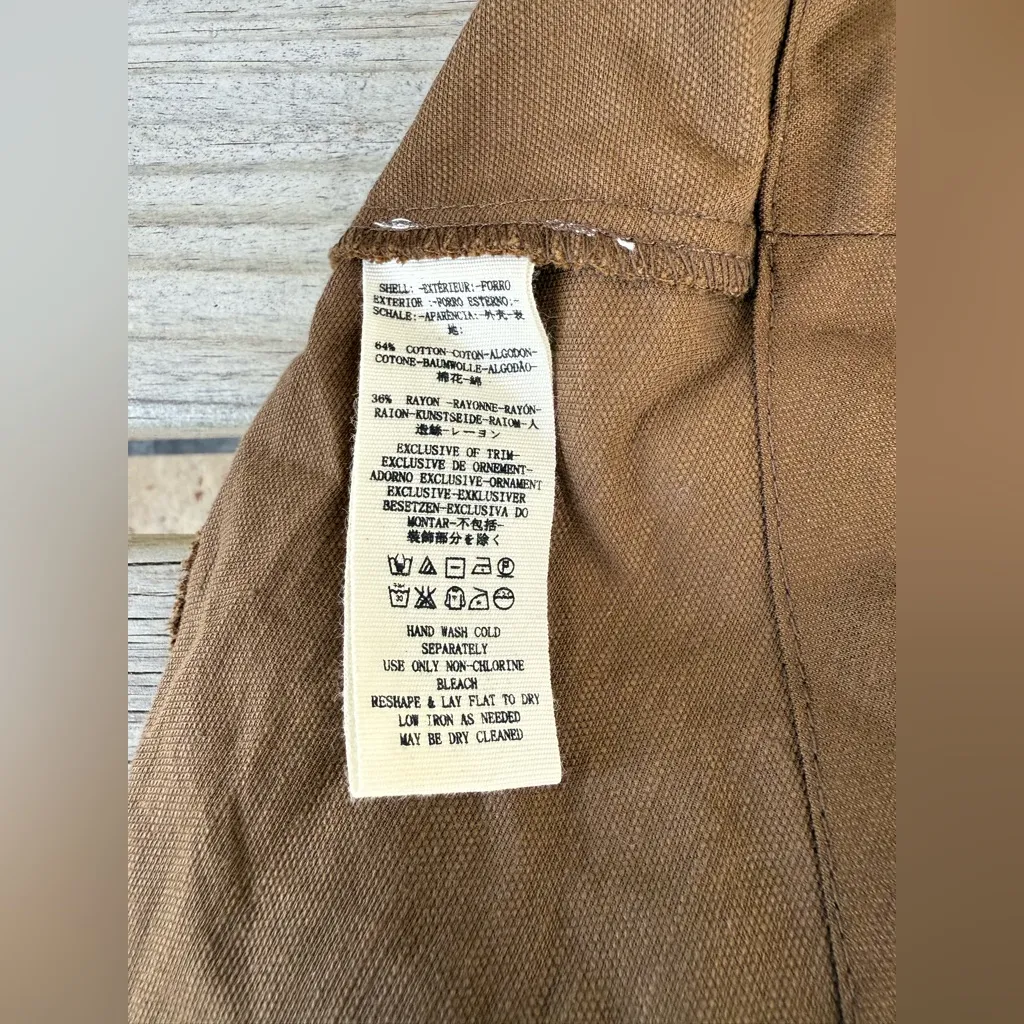 SHELL:-EXTÉRIEUR:-FORRO
EXTERIOR:-FORRO ESTERNO:-
SCHALE:-APARÊNCIA:-外壳-表
地:
64% COTTON-COTON-ALGODON-
COTONE-BAUMWOLLE-ALGODÃO-
棉花-綿
36% RAYON-RAYONNE-RAYÓN-
RAION-KUNSTSEIDE-RAIOM-人
造絲-レーヨン
EXCLUSIVE OF TRIM-
EXCLUSIVE DE ORNEMENT-
ADORNO EXCLUSIVE-ORNAMENT
EXCLUSIVE-EXKLUSIVER
BESETZEN-EXCLUSIVA DO
MONTAR-不包括-
装飾部分を除く
30
HAND WASH COLD
SEPARATELY
USE ONLY NON-CHLORINE
BLEACH
RESHAPE & LAY FLAT TO DRY
LOW IRON AS NEEDED
MAY BE DRY CLEANED